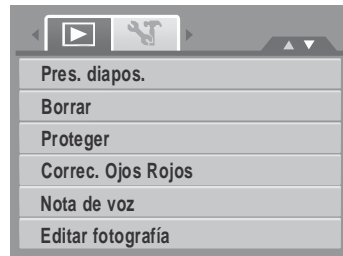 Pres. diapos.
Borrar
Proteger
Correc. Ojos Rojos
Nota de voz
Editar fotografía